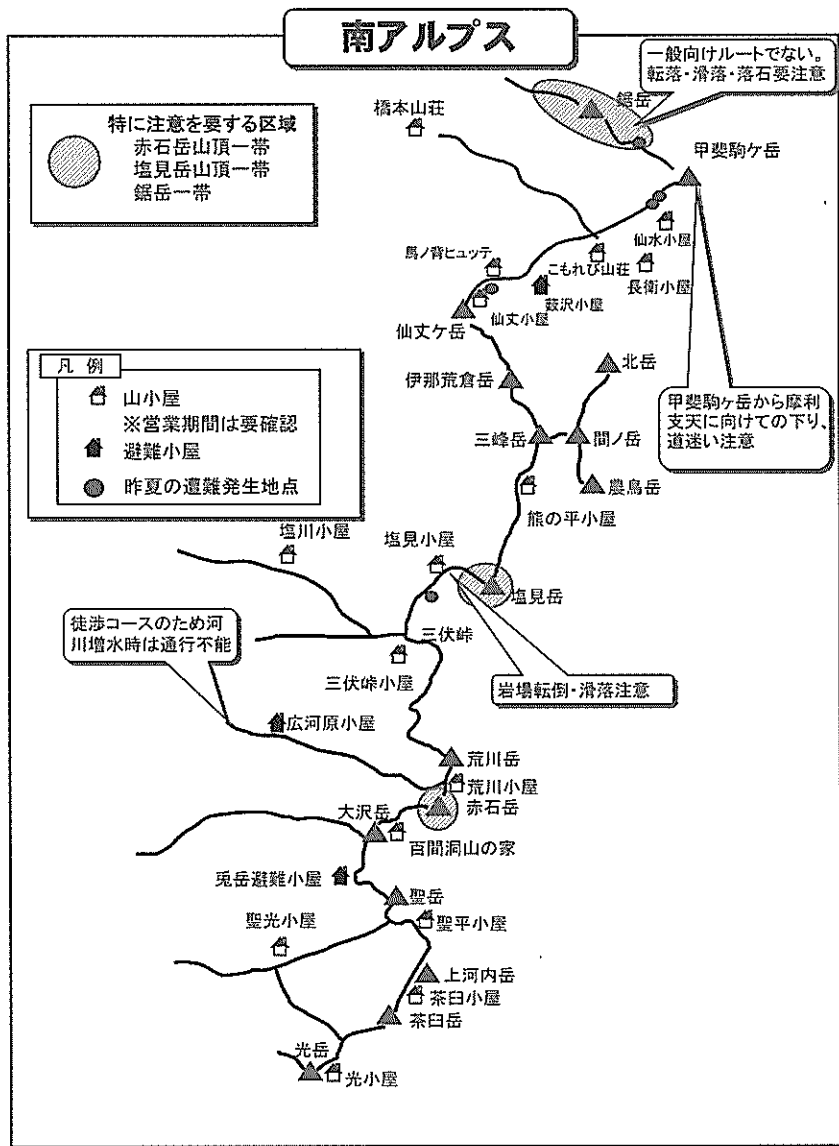 南アルプス
一般向けルートでない。
転落・滑落・落石要注意
鋸岳
橋本山荘
特に注意を要する区域
赤石岳山頂一帯
塩見岳山頂一帯
鋸岳一帯
甲斐駒ケ岳
仙水小屋
馬ノ背ヒュッテ
こもれび山荘
長衛小屋
藪沢小屋
仙丈小屋
仙丈ケ岳
凡例
山小屋
※営業期間は要確認
避難小屋
昨夏の遭難発生地点
伊那荒倉岳
北岳
甲斐駒ヶ岳から摩利
支天に向けての下り、
道迷い注意
三峰岳
間ノ岳
農鳥岳
熊の平小屋
塩川小屋
塩見小屋
塩見岳
徒渉コースのため河
川増水時は通行不能
三伏峠
三伏峠小屋
岩場転倒・滑落注意
広河原小屋
荒川岳
荒川小屋
赤石岳
大沢岳
百間洞山の家
兎岳避難小屋
聖岳
聖光小屋
聖平小屋
上河内岳
茶臼小屋
茶臼岳
光岳
光小屋